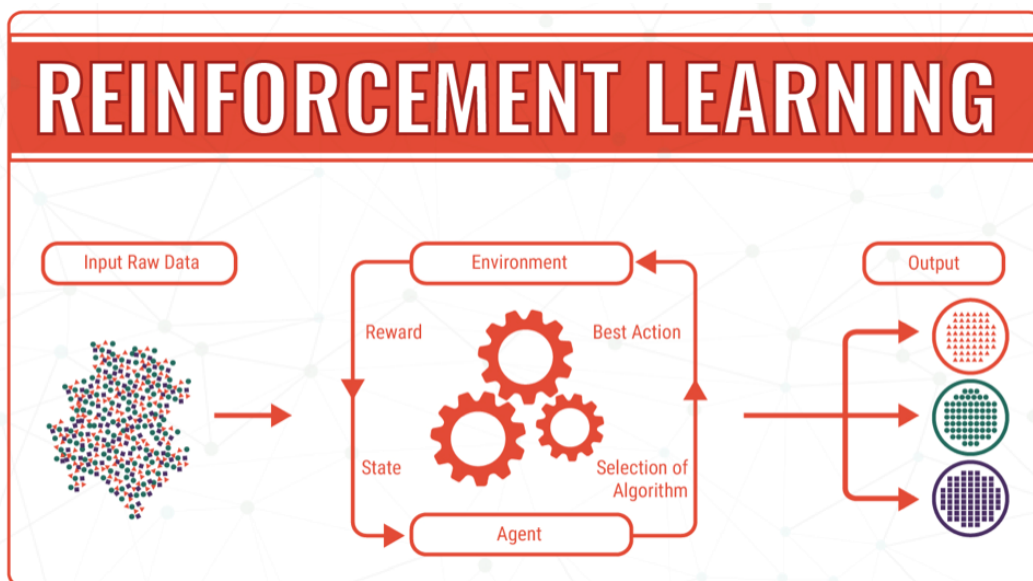 REINFORCEMENT LEARNING
Input Raw Data
Environment
Output
Reward
Best Action
State
Selection of
Algorithm
Agent